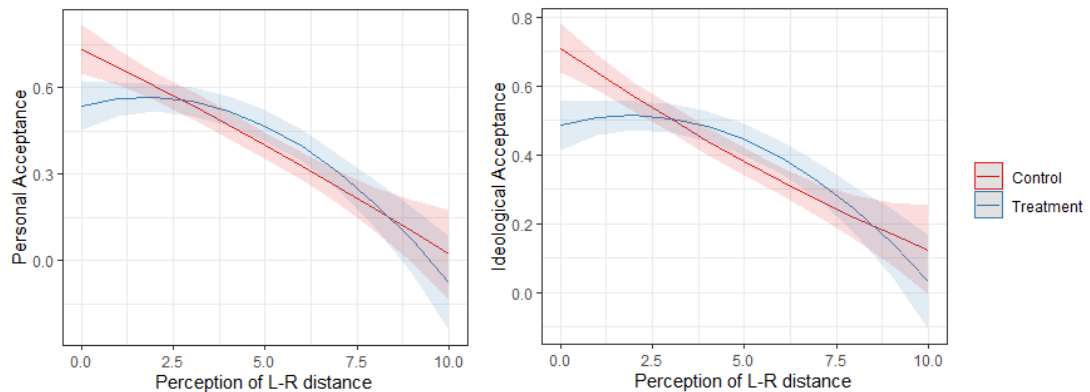 Personal Acceptance
0.6
0.3
0.0
0.0 2.5 5.0 7.5 10.0
Perception of L-R distance
Ideological Acceptance
0.8
0.6
0.4
0.2
0.0
0.0 2.5 5.0 7.5 10.0
Perception of L-R distance
Control
Treatment